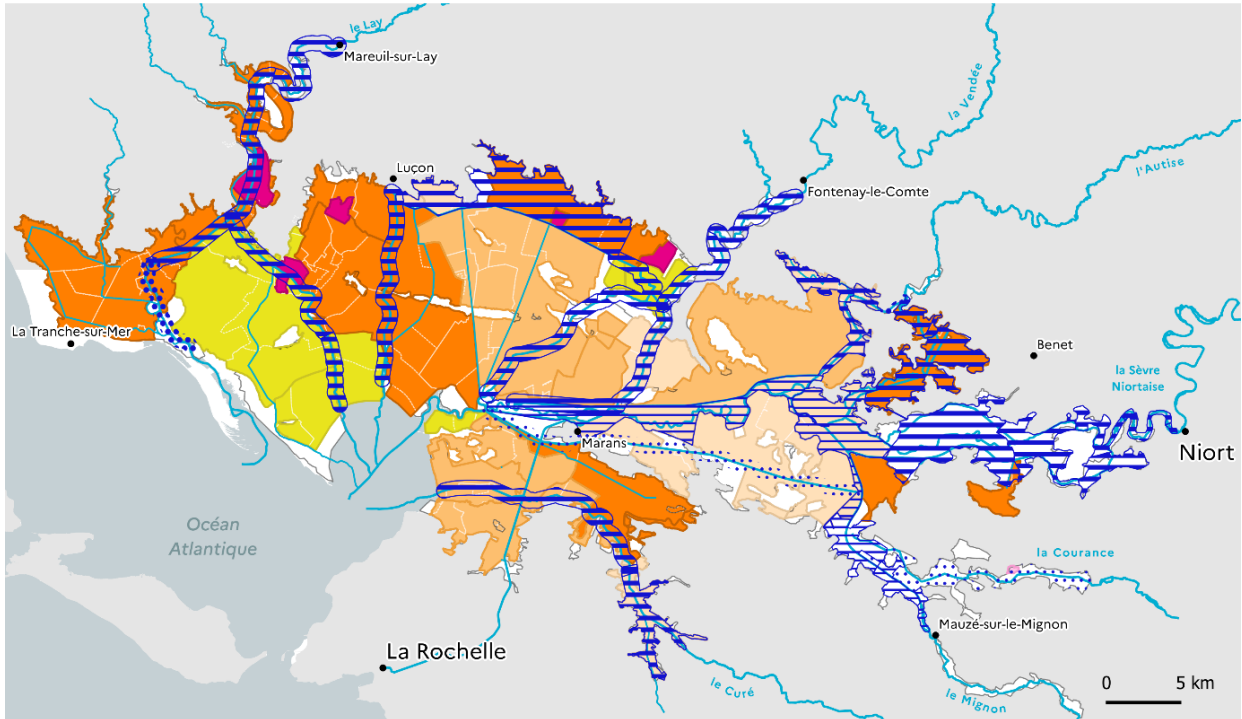 le Lay
Mareuil-sur-Lay
la Vendée
l'Autise
Luçon
Fontenay-le-Comte
La Tranche-sur-Mer
Benet
la Sèvre
Niortaise
Marans
Niort
Océan
Atlantique
la Courance
Mauzé-sur-le-Mignon
La Rochelle
le Curé
le Mignon
0 5 km